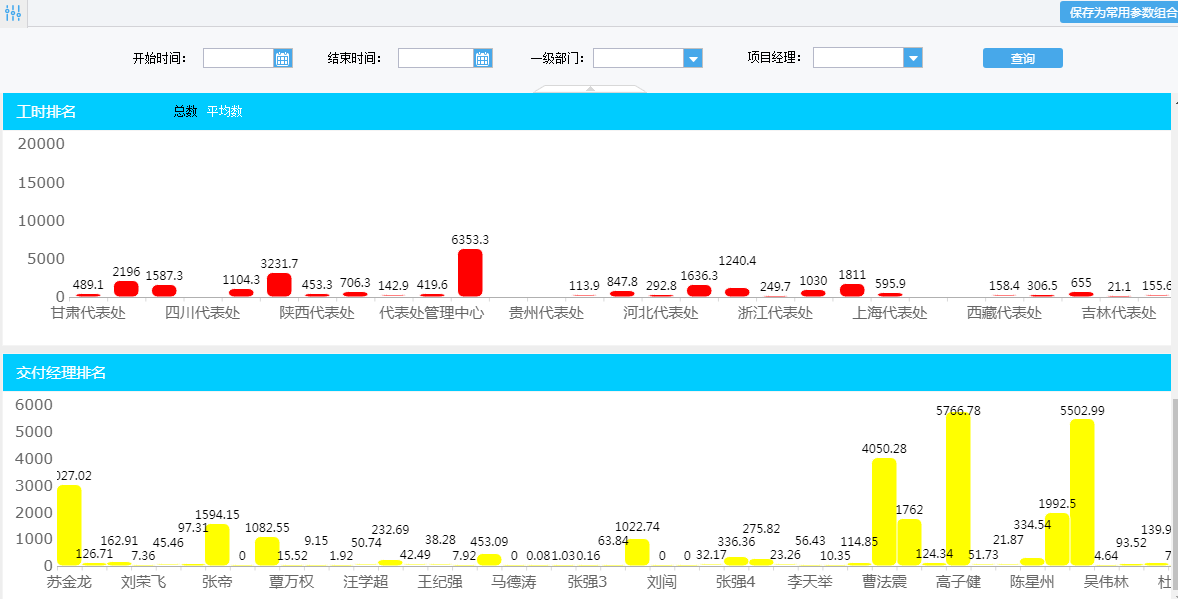 保存为常用参数组合
开始时间： 结束时间： 一级部门： 项目经理： 查询
工时排名 总数 平均数
20000
15000
10000
5000
0
489.1 2196 1587.3 1104.3 3231.7 453.3 706.3 142.9 419.6 6353.3 113.9 847.8 292.8 1636.3 1240.4 249.7 1030 1811 595.9 158.4 306.5 655 21.1 155.6
甘肃代表处 四川代表处 陕西代表处 代表处管理中心 贵州代表处 河北代表处 浙江代表处 上海代表处 西藏代表处 吉林代表处
交付经理排名
6000
5000
4000
3000
2000
1000
0
027.02 126.71 162.91 7.36 45.46 97.31 1594.15 0 1082.55 15.52 9.15 1.92 50.74 232.69 42.49 38.28 7.92 453.09 0 0.08 1.03 0.16 63.84 1022.74 0 0 32.17 336.36 275.82 23.26 56.43 10.35 114.85 4050.28 1762 124.34 5766.78 51.73 21.87 334.54 1992.5 5502.99 4.64 93.52 139.9 7
苏金龙 刘荣飞 张帝 覃万权 汪学超 王纪强 马德涛 张强3 刘闯 张强4 李天举 曹法震 高子健 陈星州 吴伟林 杜